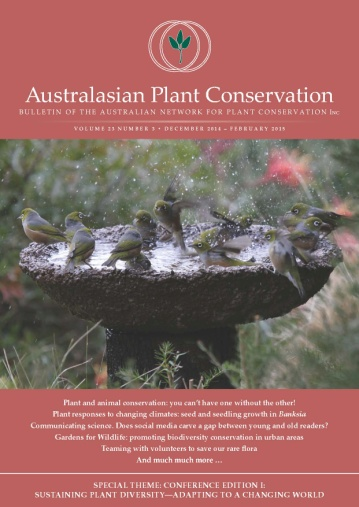 Australasian Plant Conservation
BULLETIN OF THE AUSTRALIAN NETWORK FOR PLANT CONSERVATION Inc
VOLUME 23 NUMBER 3 • DECEMBER 2014 – FEBRUARY 2015
Plant and animal conservation: you can't have one without the other!
Plant responses to changing climates: seed and seedling growth in Banksia
Communicating science. Does social media carve a gap between young and old readers?
Gardens for Wildlife: promoting biodiversity conservation in urban areas
Teaming with volunteers to save our rare flora
And much much more ...
SPECIAL THEME: CONFERENCE EDITION I:
SUSTAINING PLANT DIVERSITY—ADAPTING TO A CHANGING WORLD